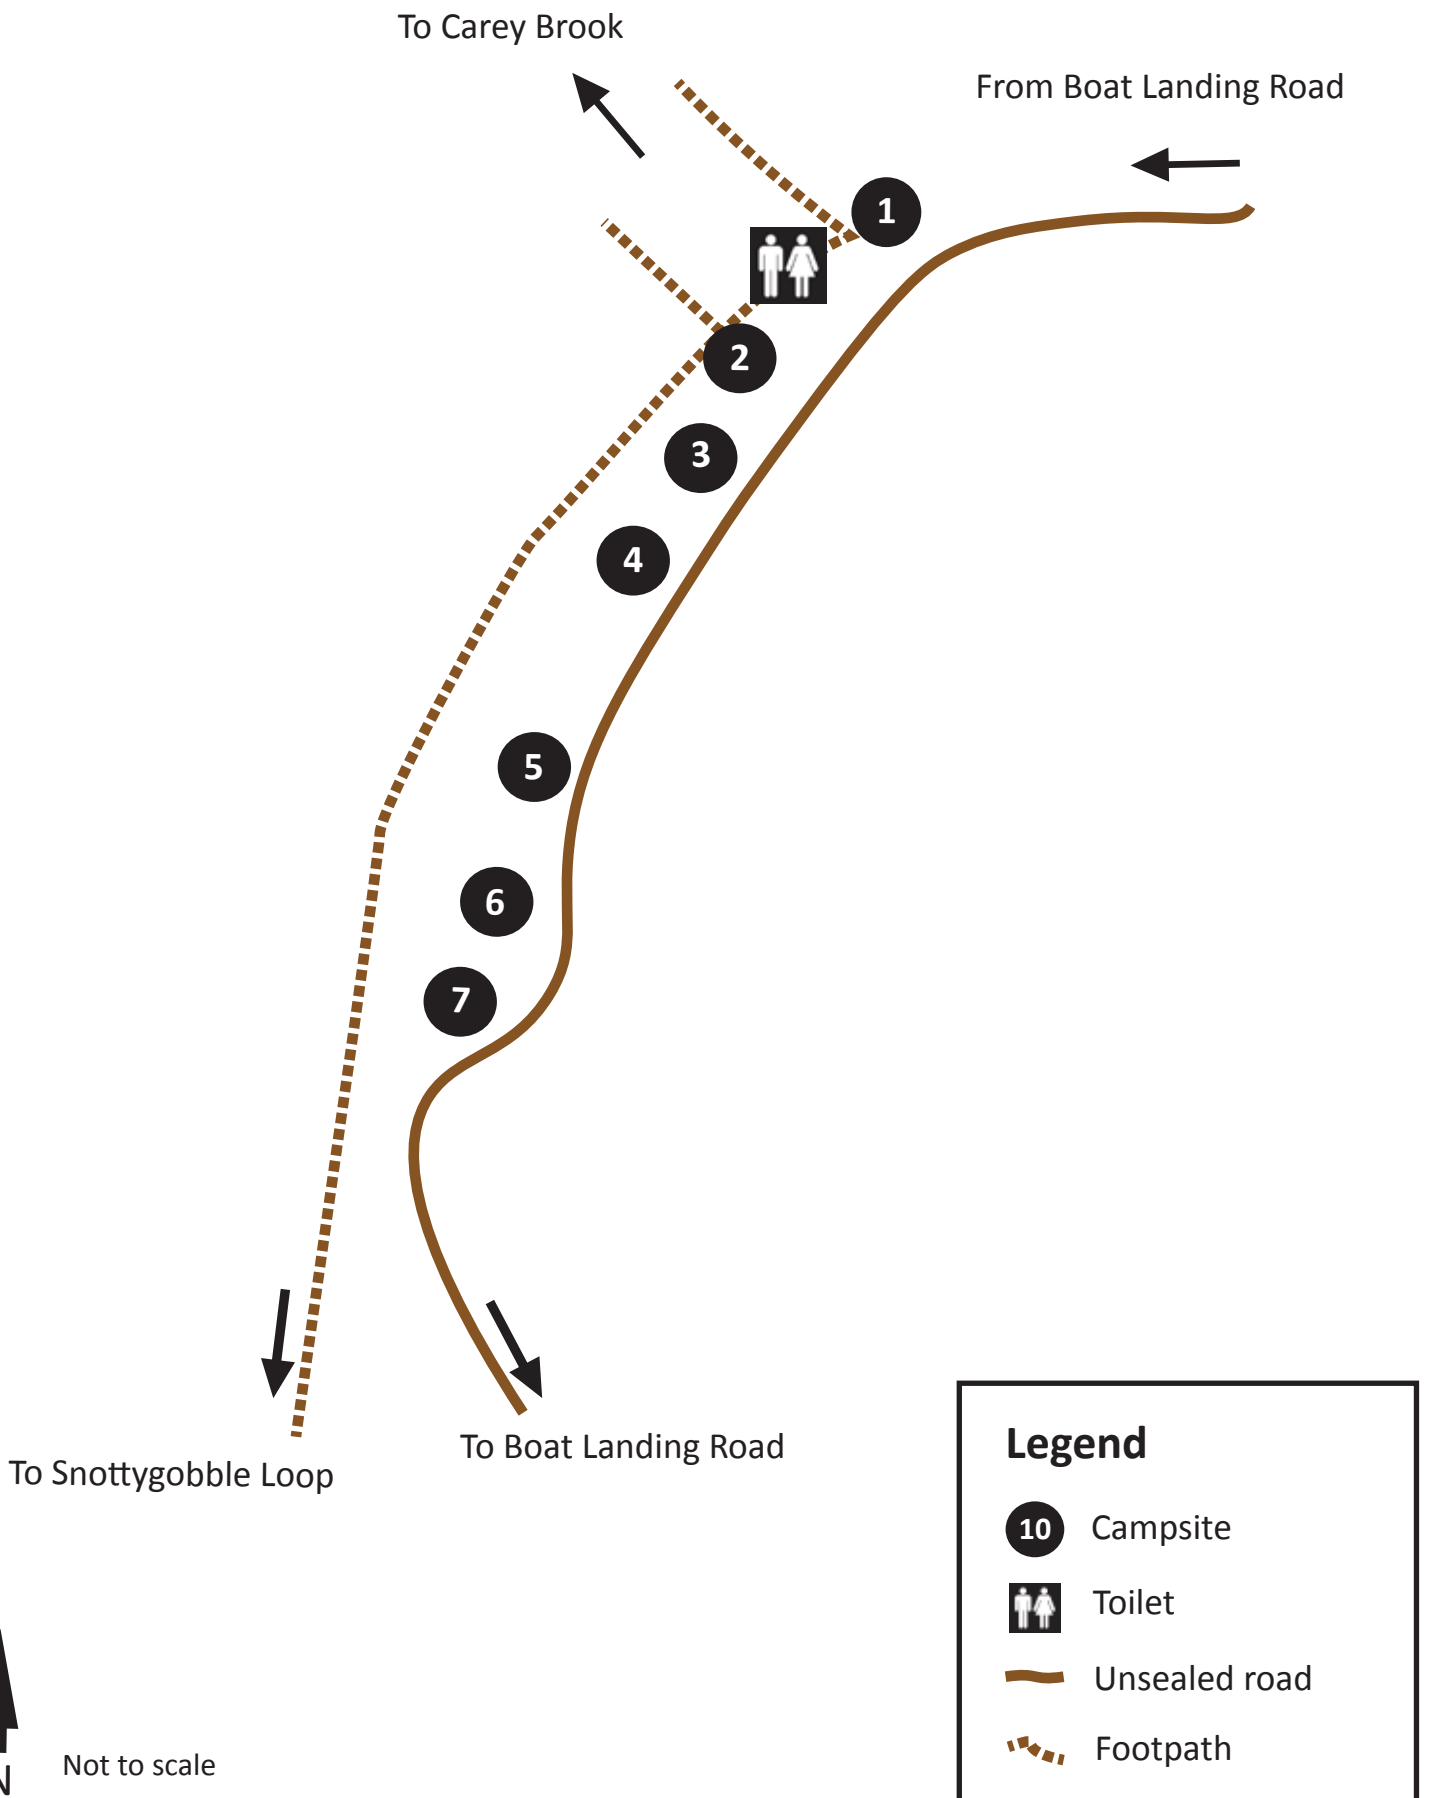 To Carey Brook
From Boat Landing Road
1
2
3
4
5
6
7
To Snottygobble Loop
To Boat Landing Road
Legend
10 Campsite
Toilet
Unsealed road
Footpath
N
Not to scale